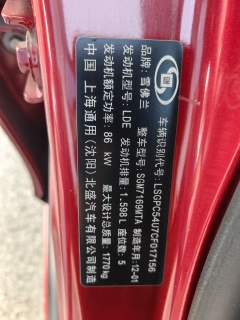 品牌: 雪佛兰
车辆识别代号: LSGPC54U7CF017156
整车型号: SGM7169MTA 制造年月: 12-01
发动机型号: LDE
发动机排量: 1.598L 座位数: 5
发动机额定功率: 86 kW
最大设计总质量: 1770kg
中国 上海通用(沈阳)北盛汽车有限公司制造